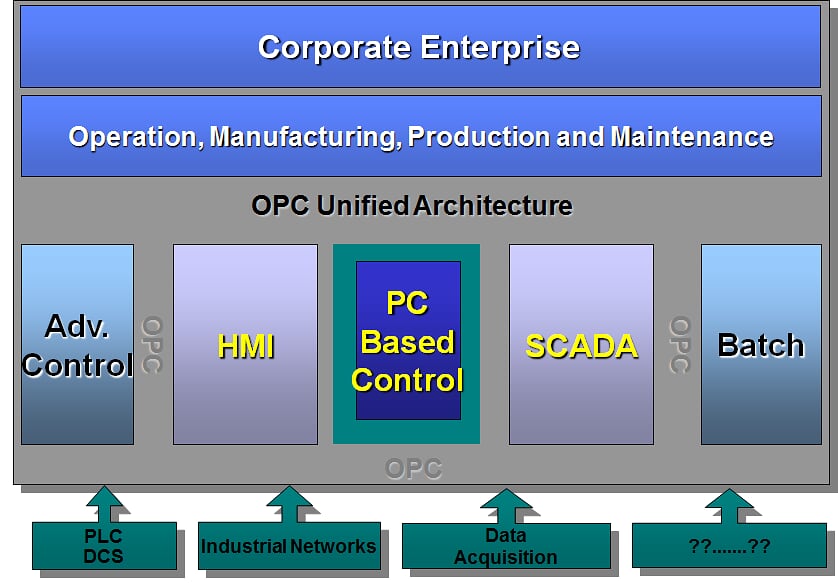 Corporate Enterprise
Operation, Manufacturing, Production and Maintenance
OPC Unified Architecture
Adv.
Control
OPC
HMI
PC
Based
Control
SCADA
OPC
Batch
OPC
PLC
DCS
Industrial Networks
Data
Acquisition
??.......??